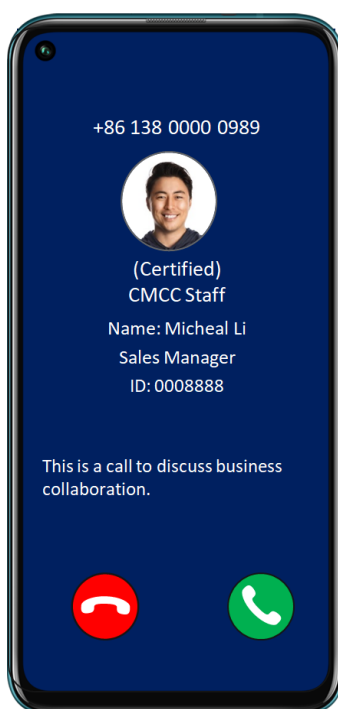 +86 138 0000 0989
(Certified)
CMCC Staff
Name: Micheal Li
Sales Manager
ID: 0008888
This is a call to discuss business
collaboration.